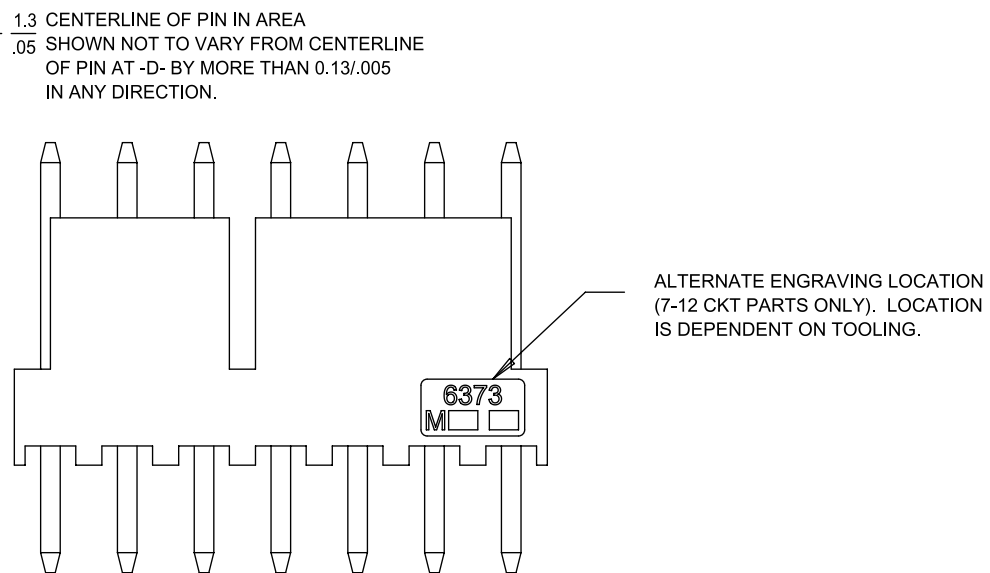 1.3 CENTERLINE OF PIN IN AREA
.05 SHOWN NOT TO VARY FROM CENTERLINE
OF PIN AT -D- BY MORE THAN 0.13/.005
IN ANY DIRECTION.
ALTERNATE ENGRAVING LOCATION
(7-12 CKT PARTS ONLY). LOCATION
IS DEPENDENT ON TOOLING.
6373
M